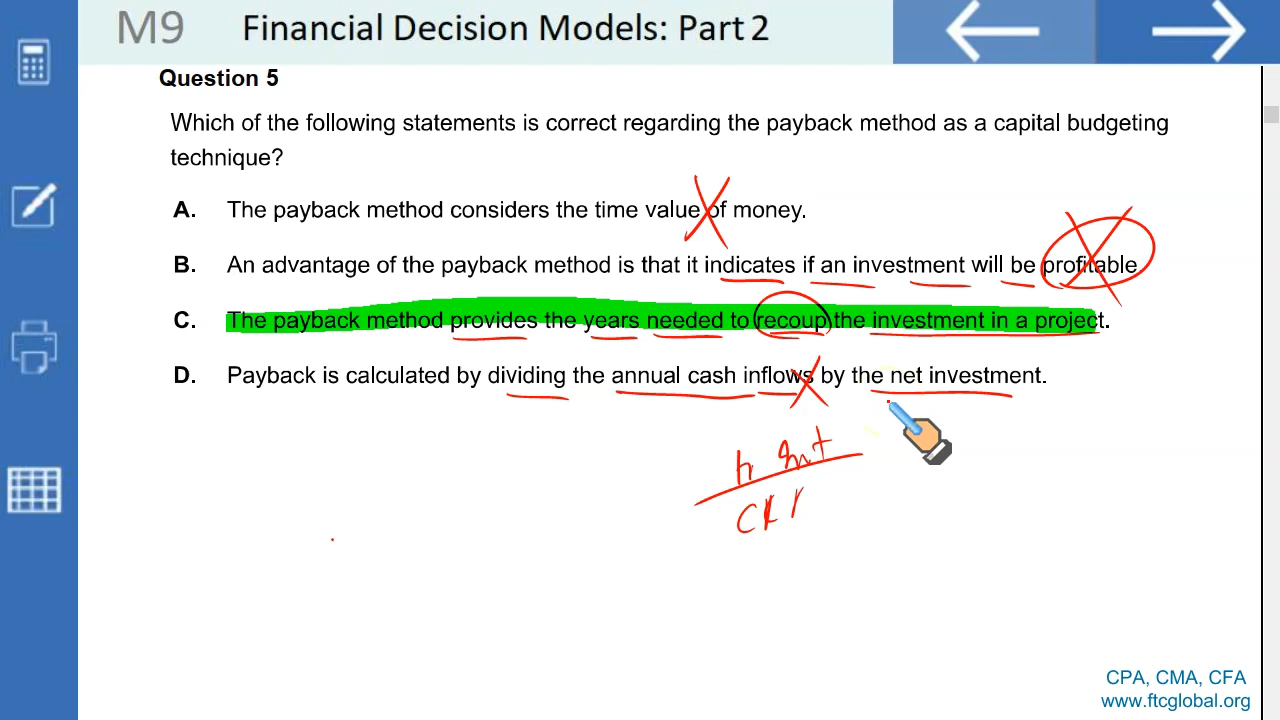 M9
Financial Decision Models: Part 2
Question 5
Which of the following statements is correct regarding the payback method as a capital budgeting
technique?
A. The payback method considers the time value of money.
B. An advantage of the payback method is that it indicates if an investment will be profitable
C. The payback method provides the years needed to recoup the investment in a project.
D. Payback is calculated by dividing the annual cash inflows by the net investment.
CPA, CMA, CFA
www.ftcglobal.org